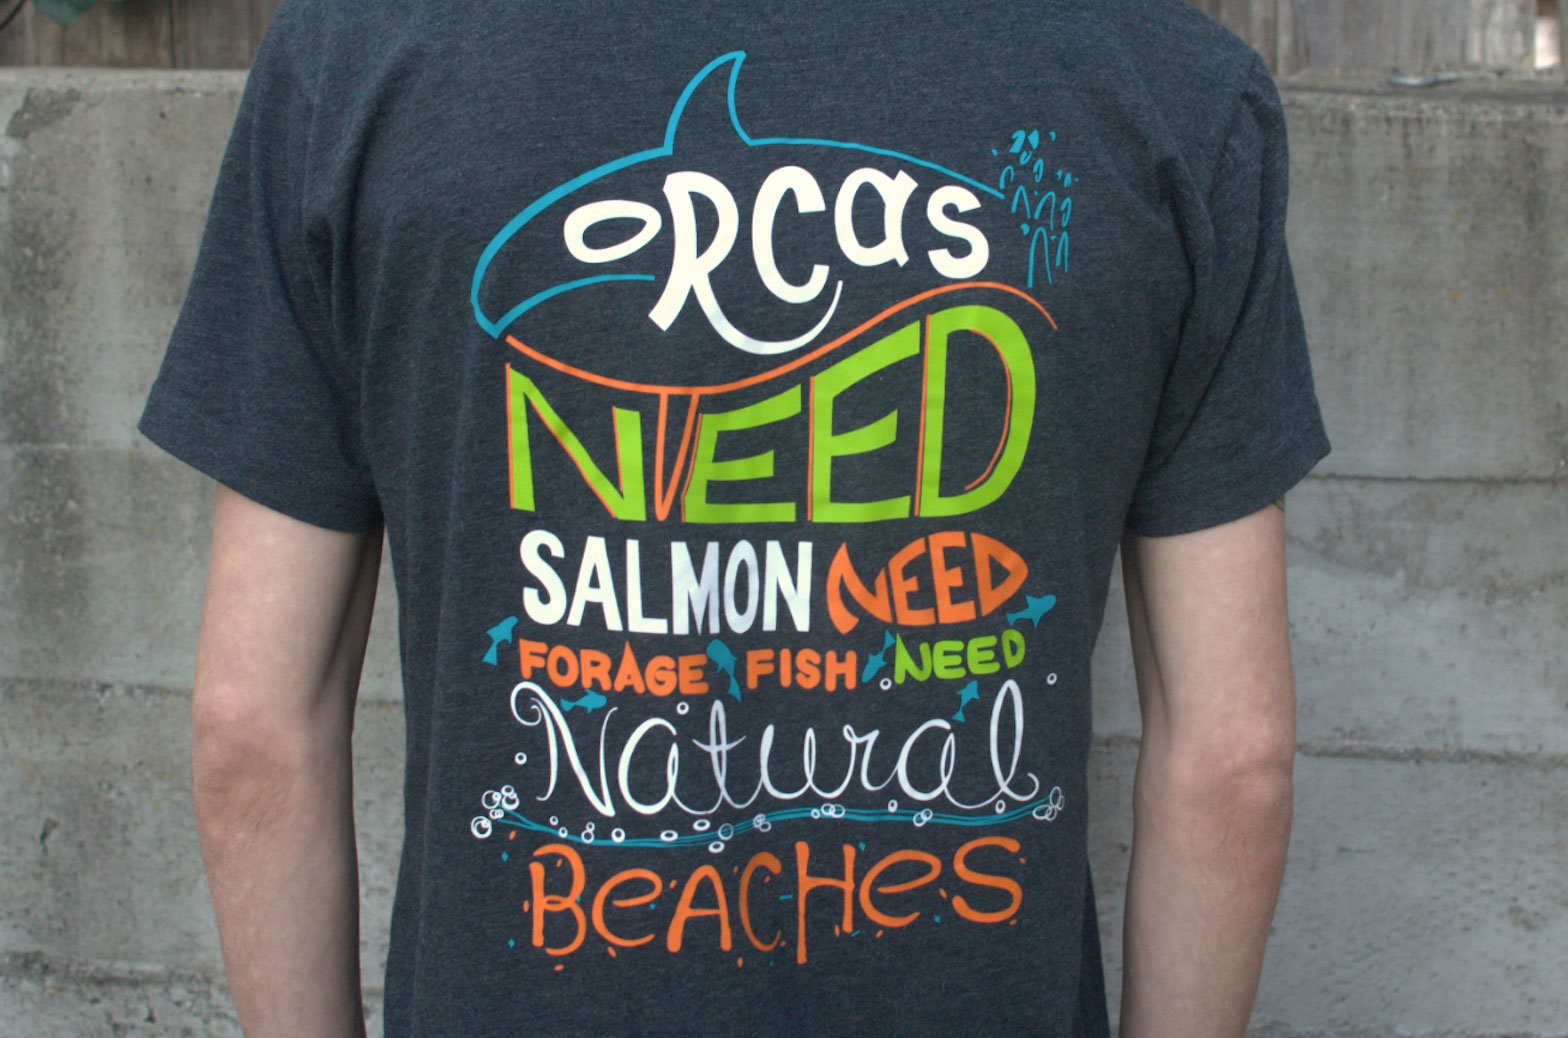 ORCas
NEED
SALMON NEED
FORAGE FISH NEED
Natural
BeACHeS